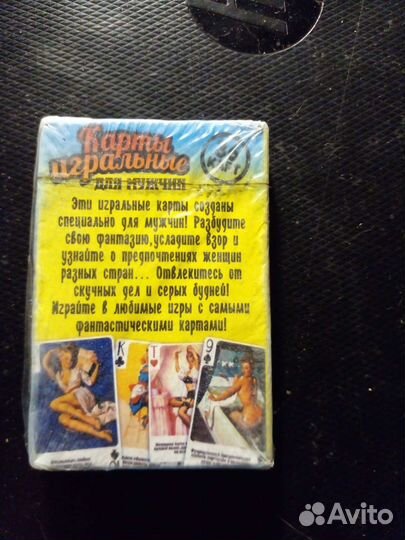 Карты
игральные
для мужчин
Эти игральные карты созданы
специально для мужчин! Разбудите
свою фантазию, усладите взор и
узнайте о предпочтениях женщин
разных стран... Отвлекитесь от
скучных дел и серых будней!
Играйте в любимые игры с самыми
фантастическими картами!
K
T
9
Avito